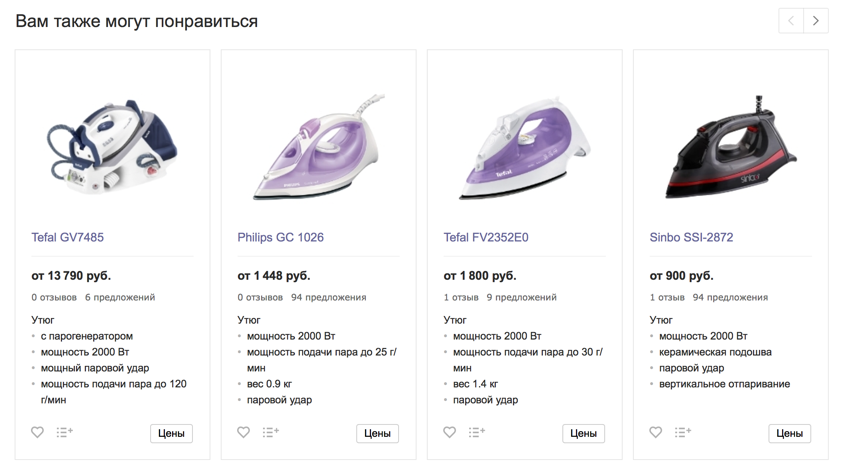 Вам также могут понравиться
Tefal GV7485
от 13 790 руб.
0 отзывов 6 предложений
Утюг
с парогенератором
мощность 2000 Вт
мощный паровой удар
мощность подачи пара до 120
г/мин
Цены
PHILIPS
Philips GC 1026
от 1 448 руб.
0 отзывов 94 предложения
Утюг
мощность 2000 Вт
мощность подачи пара до 25 г/
мин
вес 0.9 кг
паровой удар
Цены
Tefal
Tefal FV2352E0
от 1 800 руб.
1 отзыв 9 предложений
Утюг
мощность 2000 Вт
мощность подачи пара до 30 г/
мин
вес 1.4 кг
паровой удар
Цены
sinbo
Sinbo SSI-2872
от 900 руб.
1 отзыв 94 предложения
Утюг
мощность 2000 Вт
керамическая подошва
паровой удар
вертикальное отпаривание
Цены